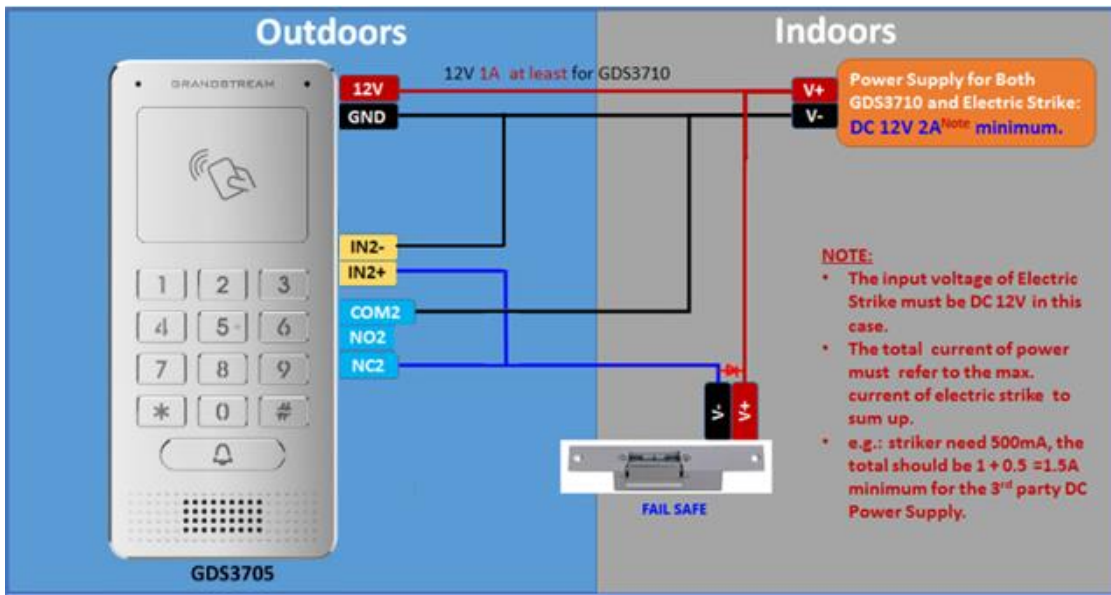 Outdoors
Indoors
GRANDSTREAM
12V 1A at least for GDS3710
12V
GND
V+
V-
Power Supply for Both
GDS3710 and Electric Strike:
DC 12V 2ANote minimum.
IN2-
IN2+
COM2
NO2
NC2
1 2 3
4 5 6
7 8 9
* 0 #
V-
V+
FAIL SAFE
GDS3705
NOTE:
• The input voltage of Electric
Strike must be DC 12V in this
case.
• The total current of power
must refer to the max.
current of electric strike to
sum up.
• e.g.: striker need 500mA, the
total should be 1 + 0.5 =1.5A
minimum for the 3rd party DC
Power Supply.